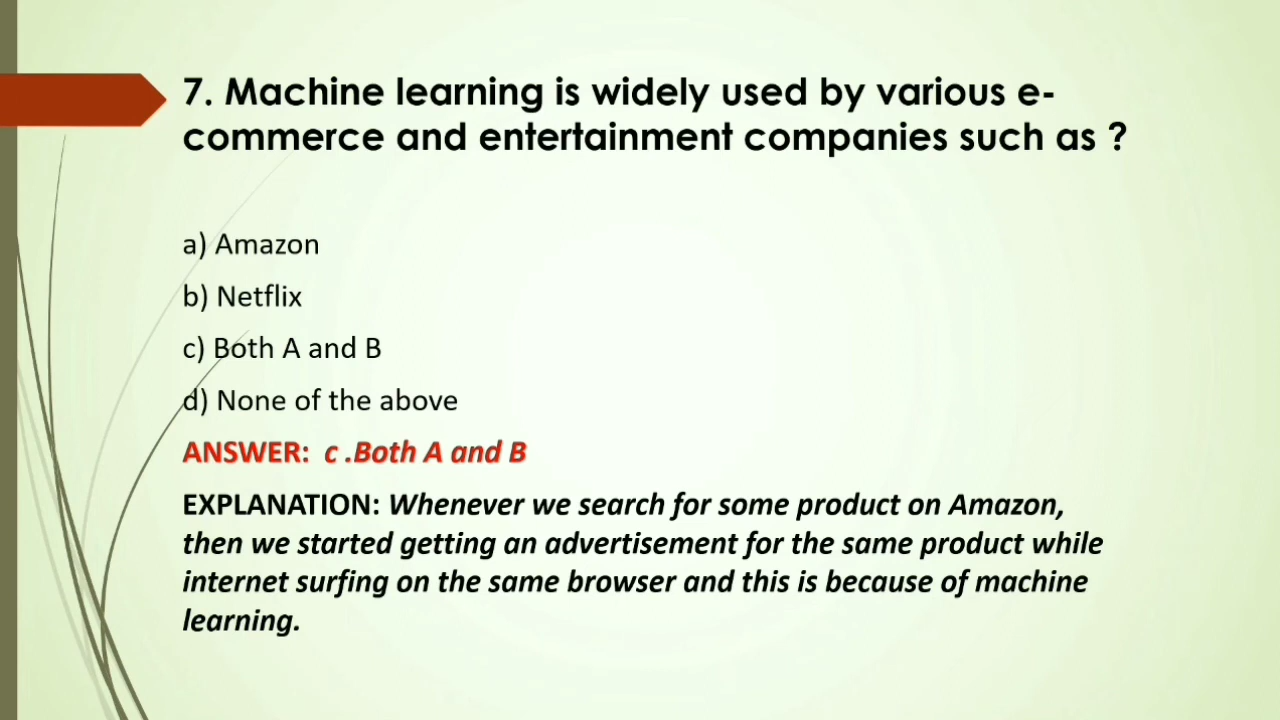 7. Machine learning is widely used by various e-
commerce and entertainment companies such as ?
a) Amazon
b) Netflix
c) Both A and B
d) None of the above
ANSWER: c .Both A and B
EXPLANATION: Whenever we search for some product on Amazon,
then we started getting an advertisement for the same product while
internet surfing on the same browser and this is because of machine
learning.